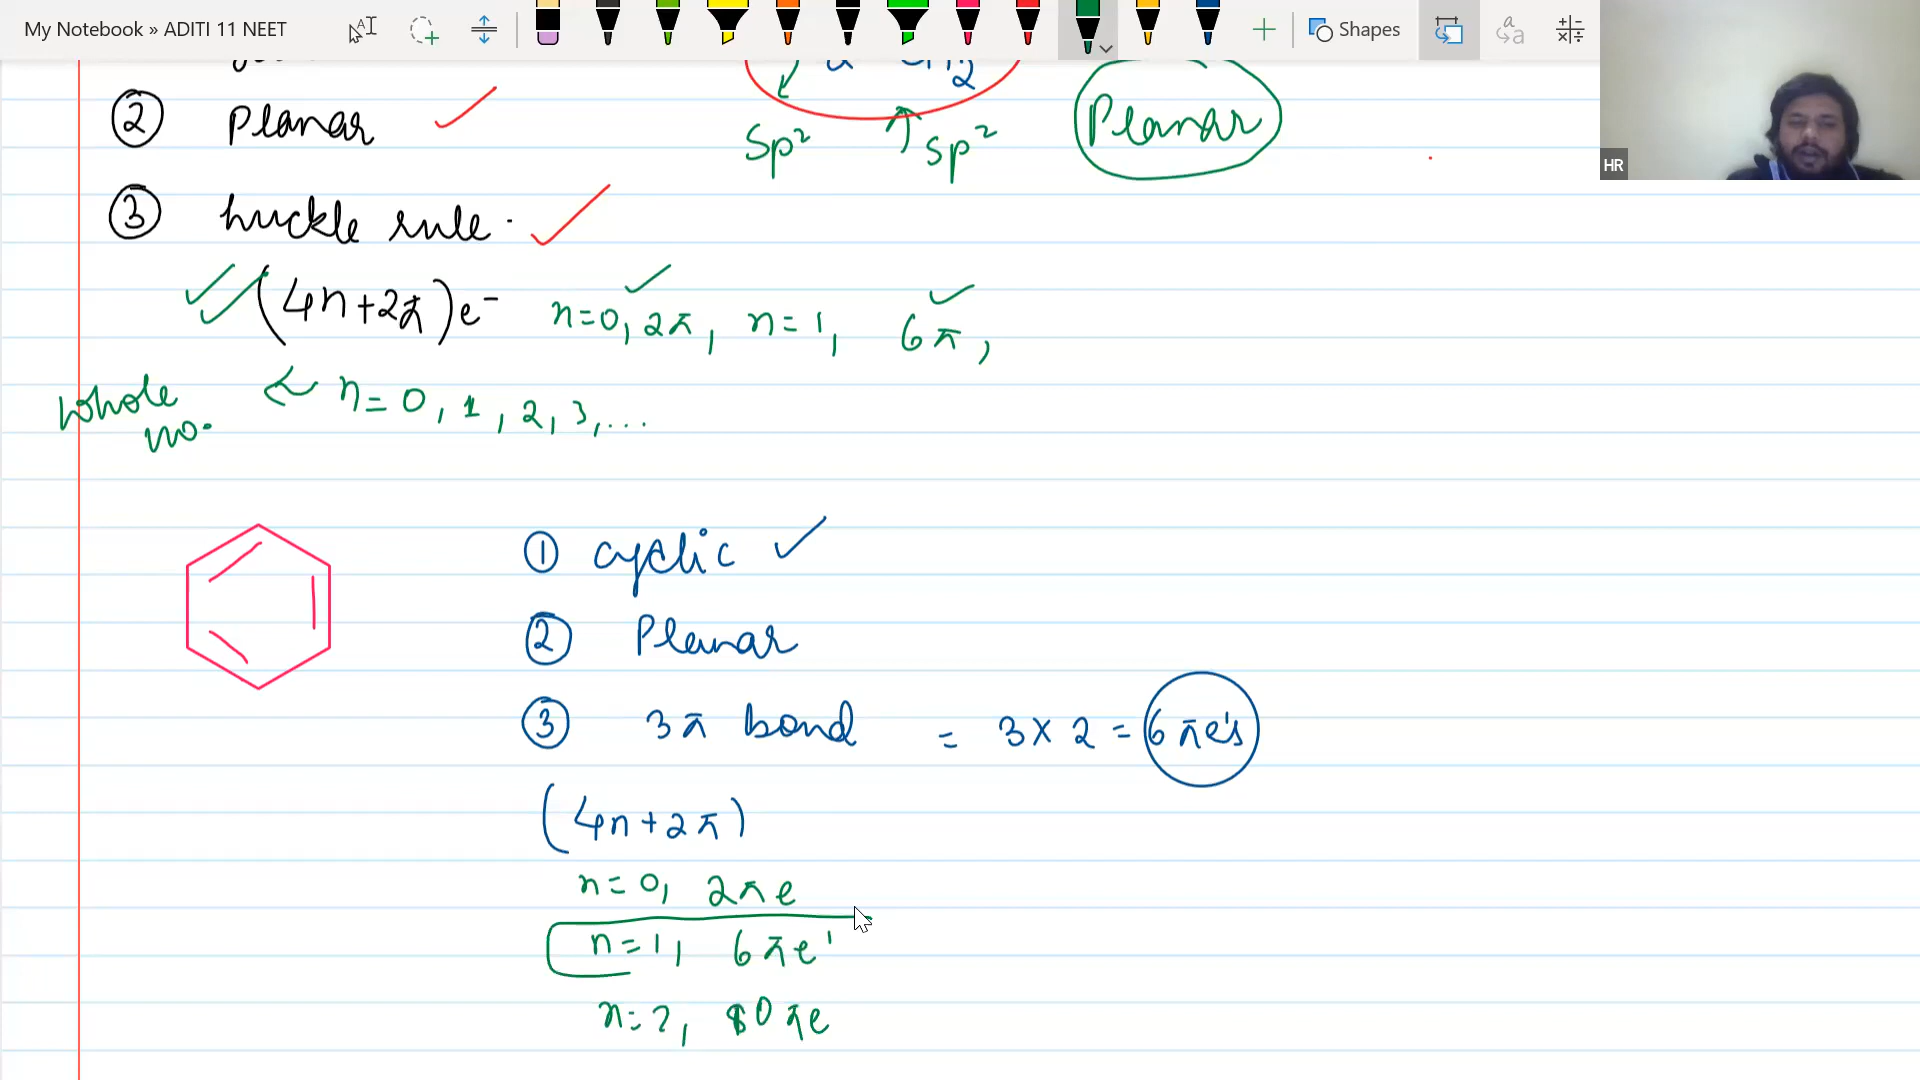 My Notebook » ADITI 11 NEET
Shapes
HR
CH2
② Planar
Sp² Sp² Planar
③ huckle rule.
(4n+2π)e⁻ n=0, 2π, n=1, 6π,
Whole no. ← n=0, 1, 2, 3, ...
① cyclic ✓
② Planar
③ 3π bond = 3×2 = 6πe's
(4n+2π)
n=0, 2πe
n=1, 6πe'
n=2, 10πe